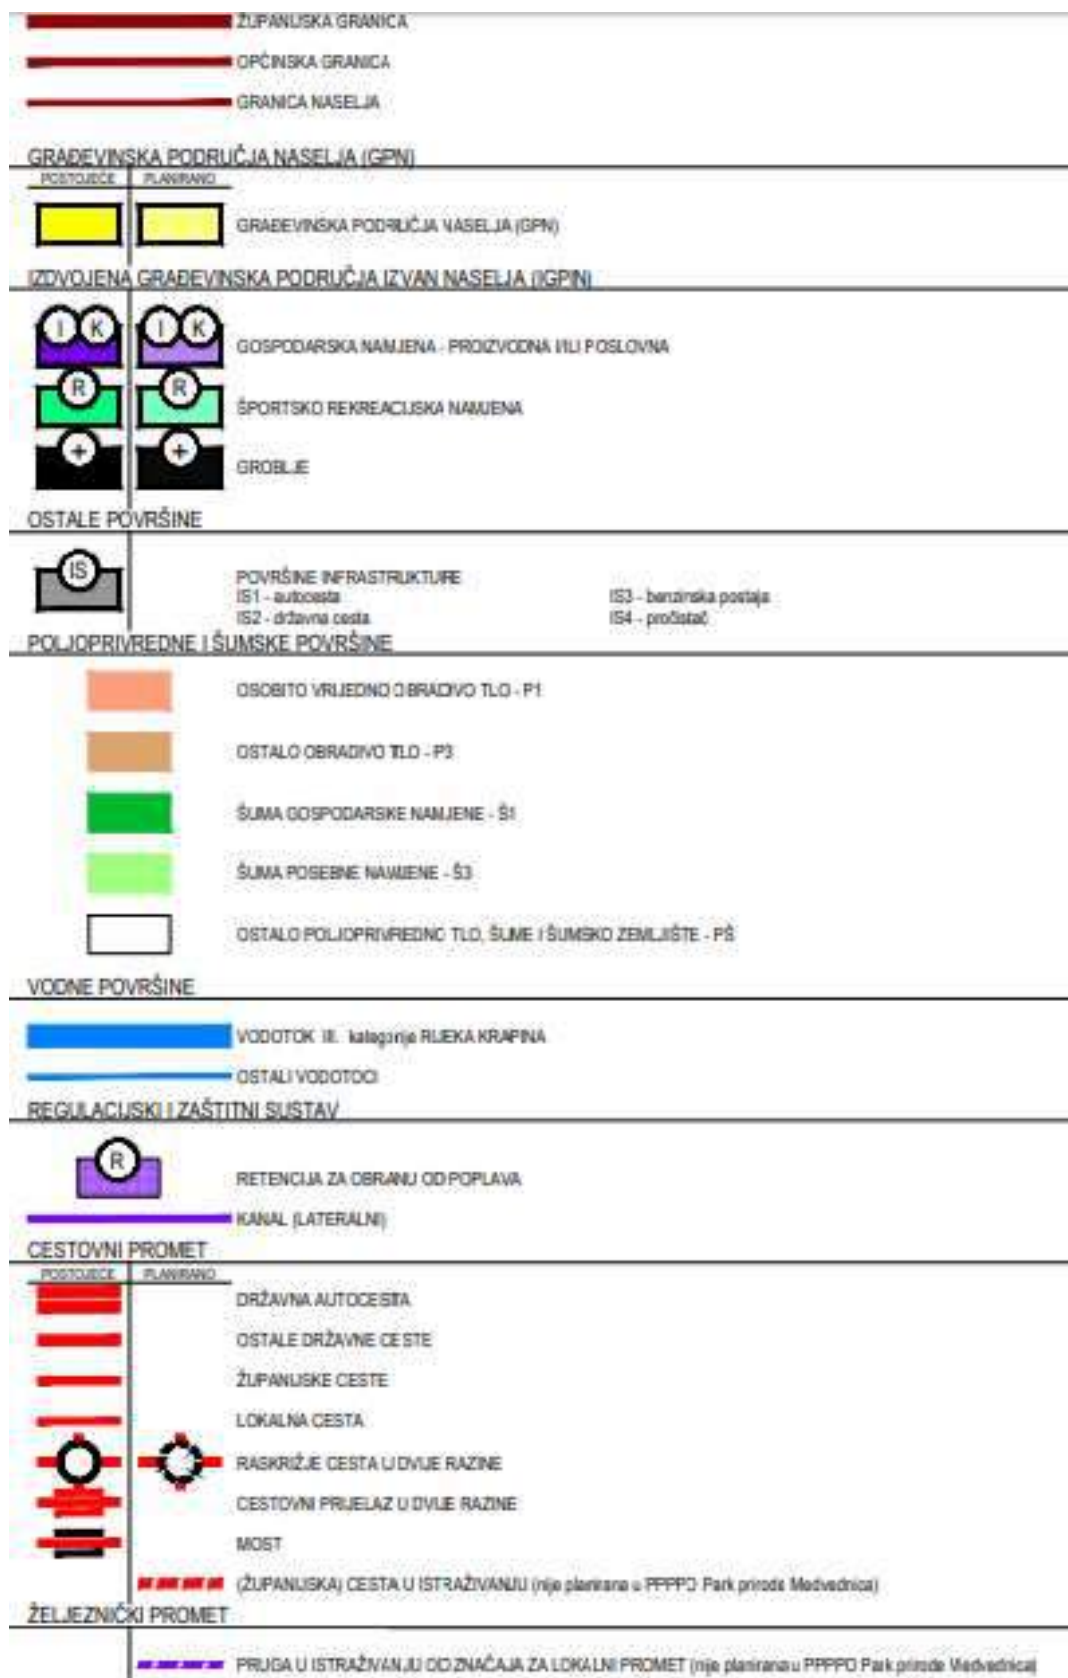 ŽUPANIJSKA GRANICA
OPĆINSKA GRANICA
GRANICA NASELJA
GRAĐEVINSKA PODRUČJA NASELJA (GPN)
POSTOJEĆE PLANIRANO
GRAĐEVINSKA PODRUČJA NASELJA (GPN)
IZDVOJENA GRAĐEVINSKA PODRUČJA IZVAN NASELJA (IGPIN)
I K I K GOSPODARSKA NAMJENA - PROIZVODNA I/ILI POSLOVNA
R R ŠPORTSKO REKREACIJSKA NAMJENA
+ + GROBLJE
OSTALE POVRŠINE
IS POVRŠINE INFRASTRUKTURE
IS1 - autocesta IS3 - benzinska postaja
IS2 - državna cesta IS4 - pročistač
POLJOPRIVREDNE I ŠUMSKE POVRŠINE
OSOBITO VRIJEDNO OBRADIVO TLO - P1
OSTALO OBRADIVO TLO - P3
ŠUMA GOSPODARSKE NAMJENE - Š1
ŠUMA POSEBNE NAMJENE - Š3
OSTALO POLJOPRIVREDNO TLO, ŠUME I ŠUMSKO ZEMLJIŠTE - PŠ
VODNE POVRŠINE
VODOTOK III. kategorije RIJEKA KRAPINA
OSTALI VODOTOCI
REGULACIJSKI I ZAŠTITNI SUSTAV
R RETENCIJA ZA OBRANU OD POPLAVA
KANAL (LATERALNI)
CESTOVNI PROMET
POSTOJEĆE PLANIRANO
DRŽAVNA AUTOCESTA
OSTALE DRŽAVNE CESTE
ŽUPANIJSKE CESTE
LOKALNA CESTA
RASKRIŽJE CESTA U DVIJE RAZINE
CESTOVNI PRIJELAZ U DVIJE RAZINE
MOST
(ŽUPANIJSKA) CESTA U ISTRAŽIVANJU (nije planirana u PPPPO Park prirode Medvednica)
ŽELJEZNIČKI PROMET
PRUGA U ISTRAŽIVANJU OD ZNAČAJA ZA LOKALNI PROMET (nije planirana u PPPPO Park prirode Medvednica)